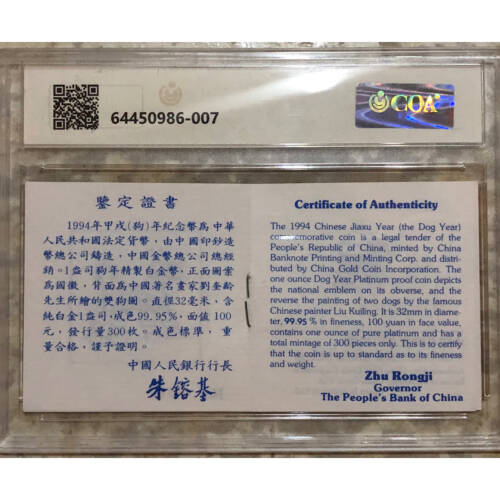 64450986-007
GOA
鑒定證書
1994年甲戌(狗)年紀念幣為中華
人民共和國法定貨幣，由中國印鈔造
幣總公司鑄造，中國金幣總公司總經
銷。1盎司狗年精製白金幣，正面圖案
為國徽，背面為中國著名畫家劉奎齡
先生所繪的雙狗圖。直徑32毫米，含
純白金1盎司，成色99.95%，面值100
元，發行量300枚。成色標準，重
量合格，謹予證明。
中國人民銀行行長
朱鎔基
Certificate of Authenticity
The 1994 Chinese Jiaxu Year (the Dog Year)
commemorative coin is a legal tender of the
People's Republic of China, minted by China
Banknote Printing and Minting Corp. and distri-
buted by China Gold Coin Incorporation. The
one ounce Dog Year Platinum proof coin depicts
the national emblem on its obverse, and on the
reverse the painting of two dogs by the famous
Chinese painter Liu Kuiling. It is 32mm in diame-
ter, 99.95 % in fineness, 100 yuan in face value,
contains one ounce of pure platinum and has a
total mintage of 300 pieces only. This is to certify
that the coin is up to standard as to its fineness
and weight.
Zhu Rongji
Governor
The People's Bank of China